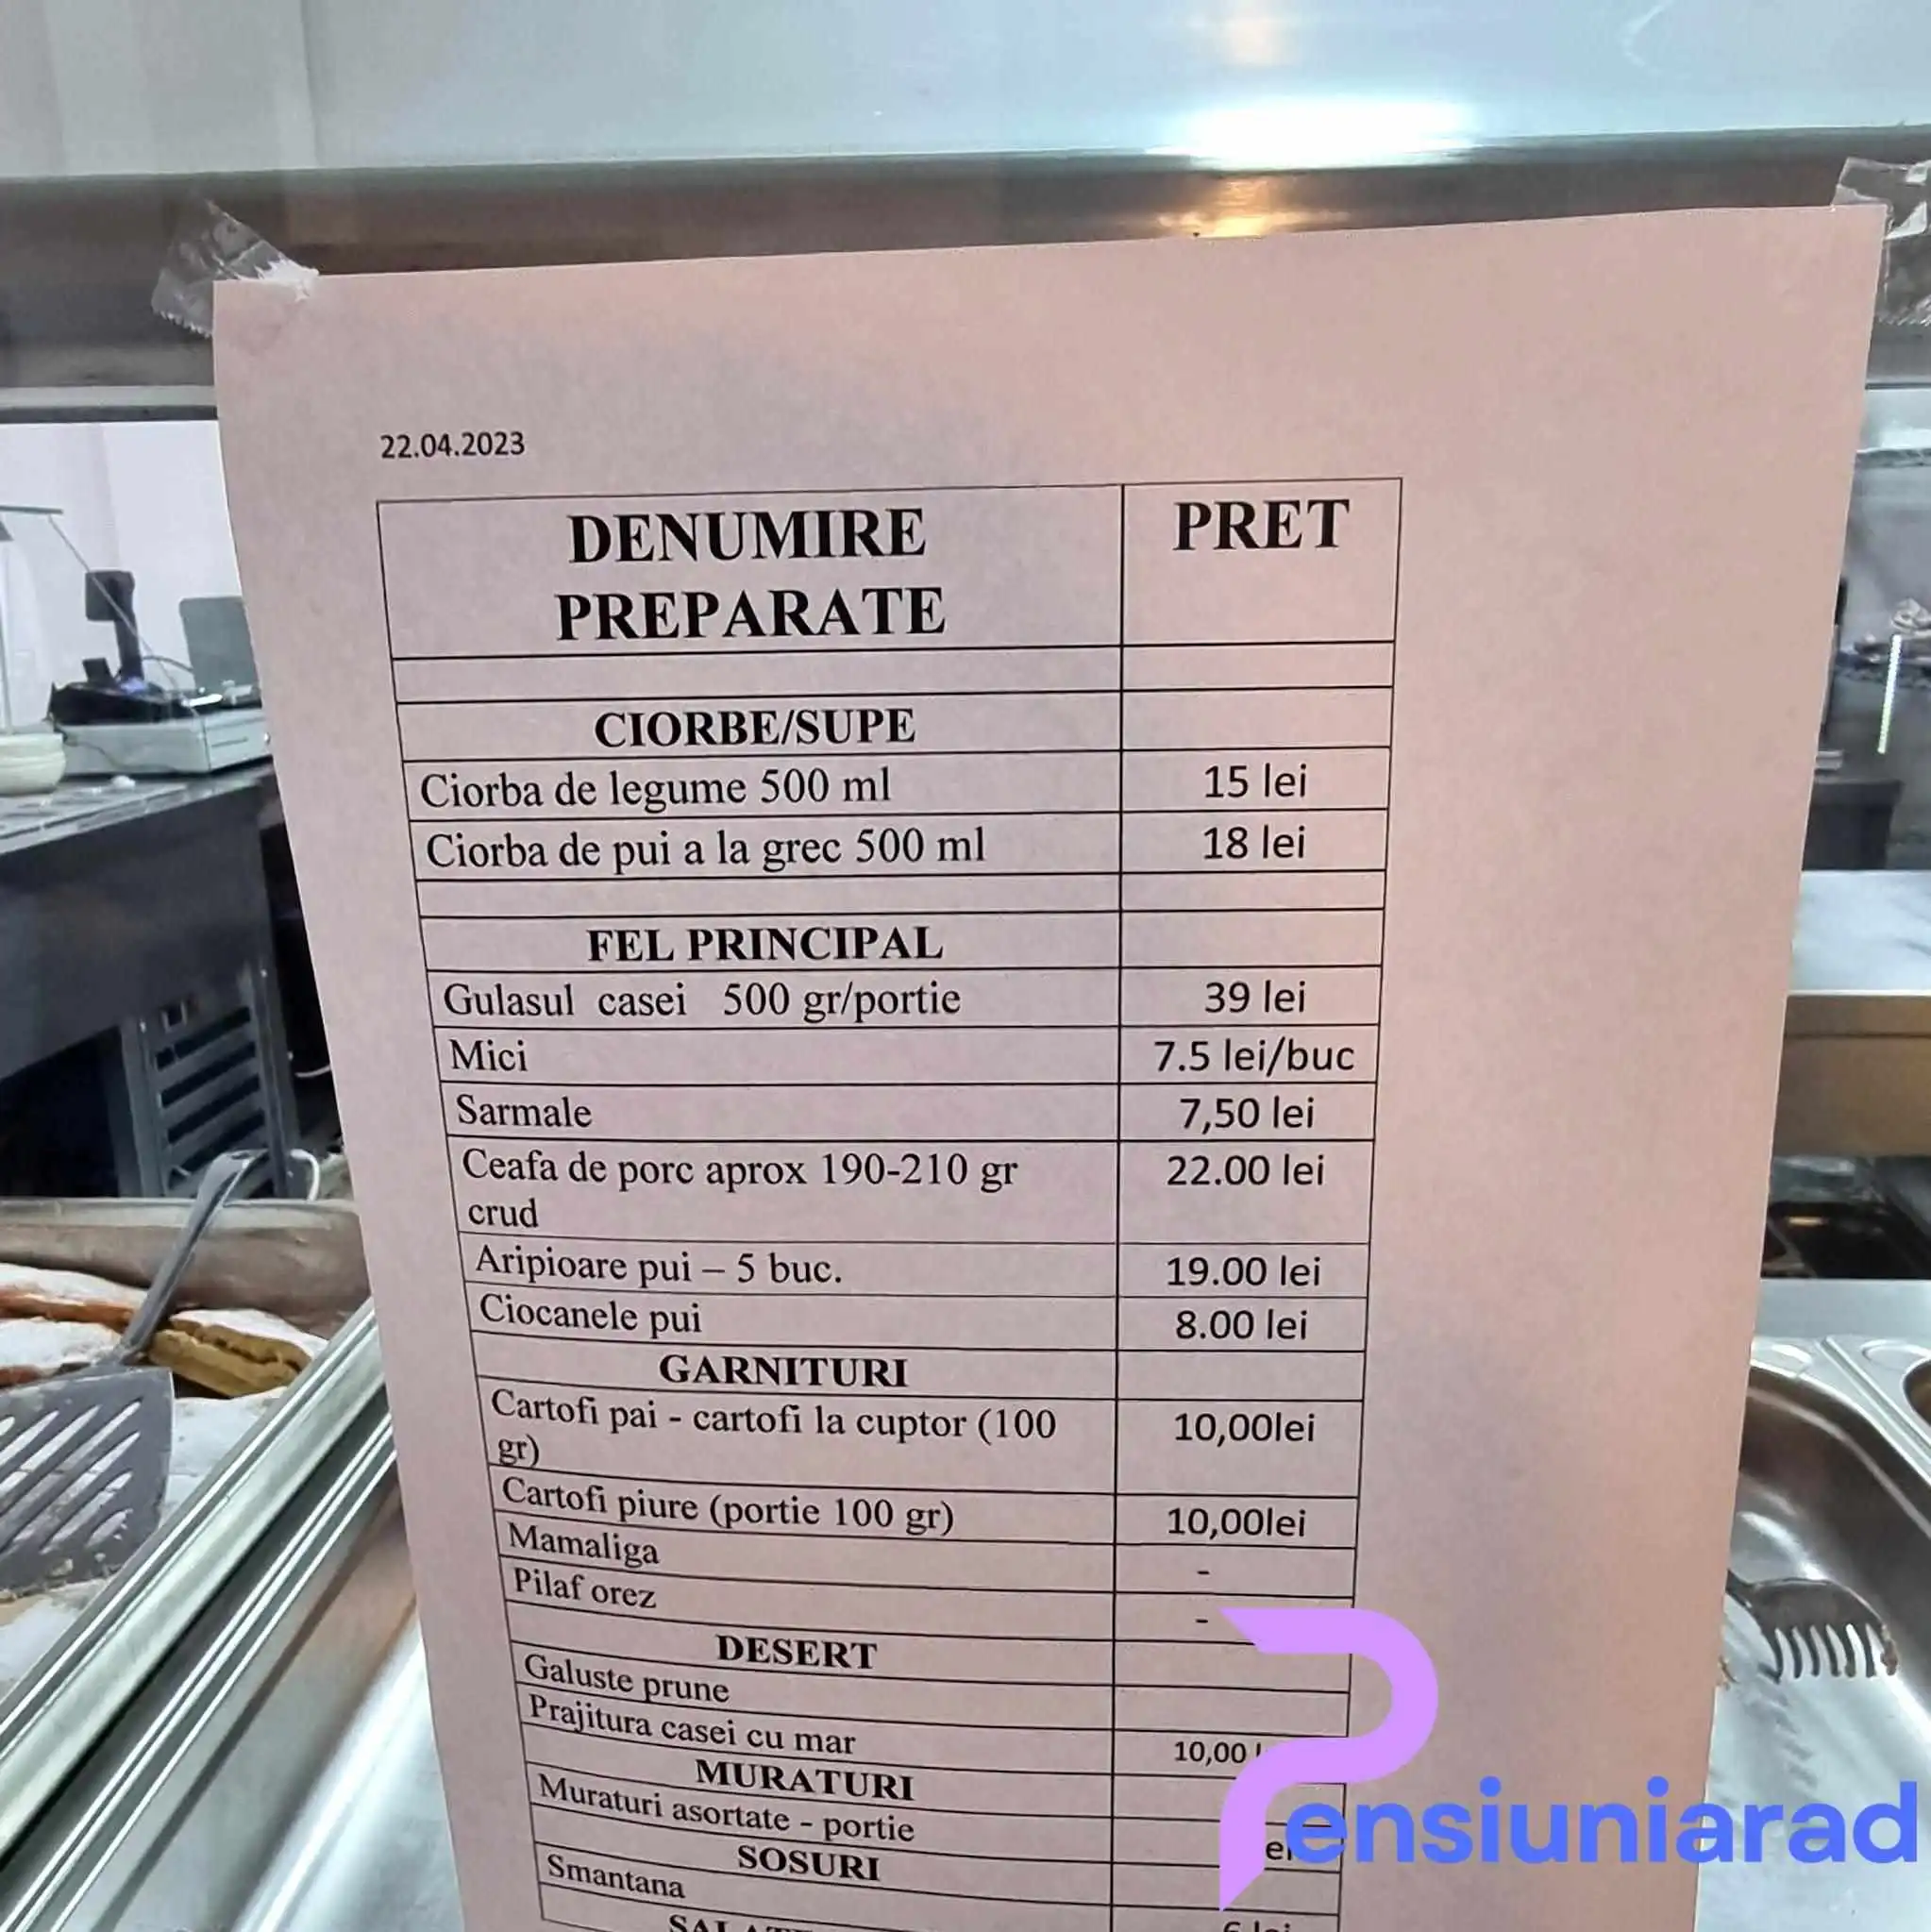 22.04.2023
DENUMIRE PREPARATE PRET
CIORBE/SUPE
Ciorba de legume 500 ml 15 lei
Ciorba de pui a la grec 500 ml 18 lei
FEL PRINCIPAL
Gulasul casei 500 gr/portie 39 lei
Mici 7.5 lei/buc
Sarmale 7,50 lei
Ceafa de porc aprox 190-210 gr crud 22.00 lei
Aripioare pui – 5 buc. 19.00 lei
Ciocanele pui 8.00 lei
GARNITURI
Cartofi pai - cartofi la cuptor (100 gr) 10,00lei
Cartofi piure (portie 100 gr) 10,00lei
Mamaliga -
Pilaf orez -
DESERT
Galuste prune
Prajitura casei cu mar 10,00
MURATURI
Muraturi asortate - portie
SOSURI
Smantana
Pensiuniarad